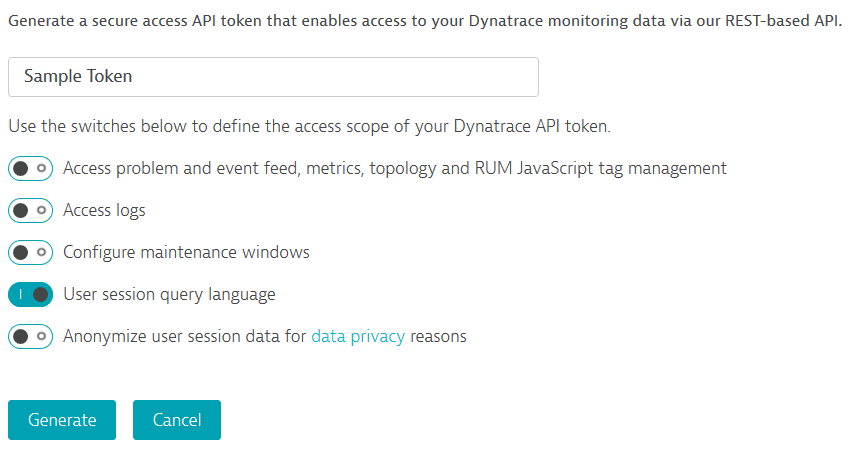 Generate a secure access API token that enables access to your Dynatrace monitoring data via our REST-based API.
Sample Token
Use the switches below to define the access scope of your Dynatrace API token.
Access problem and event feed, metrics, topology and RUM JavaScript tag management
Access logs
Configure maintenance windows
User session query language
Anonymize user session data for data privacy reasons
Generate Cancel